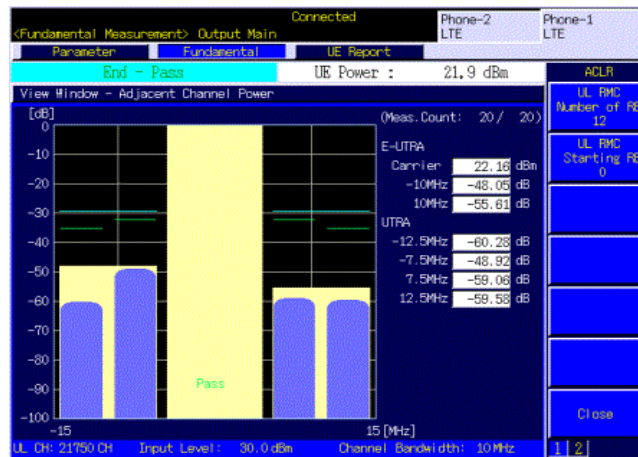 Connected
Phone-2
LTE
Phone-1
LTE
<Fundamental Measurement> Output Main
Parameter
Fundamental
UE Report
End - Pass
UE Power : 21.9 dBm
ACLR
View Window - Adjacent Channel Power
UL RMC
Number of RB
12
UL RMC
Starting RB
0
[dB]
(Meas.Count: 20/ 20)
0
-10
-20
-30
-40
-50
-60
-70
-80
-90
-100
E-UTRA
Carrier 22.16 dBm
-10MHz -48.05 dB
10MHz -55.61 dB
UTRA
-12.5MHz -60.28 dB
-7.5MHz -48.92 dB
7.5MHz -59.06 dB
12.5MHz -59.58 dB
Pass
-15
15 [MHz]
Close
UL CH: 21750 CH Input Level: 30.0 dBm Channel Bandwidth: 10 MHz
1 2